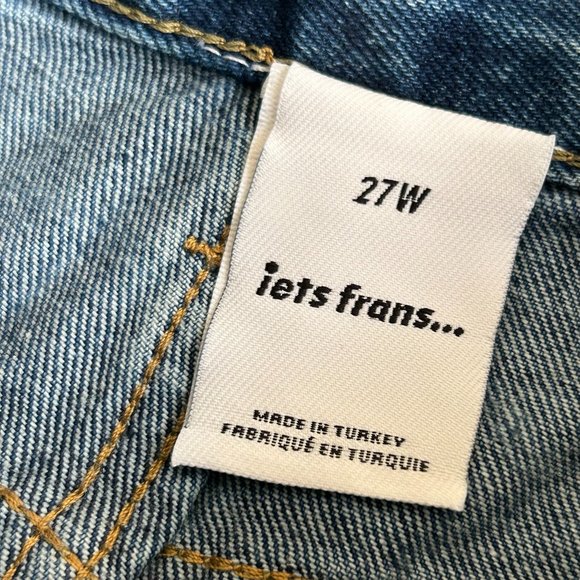 27W
iets frans...
MADE IN TURKEY
FABRIQUÉ EN TURQUIE